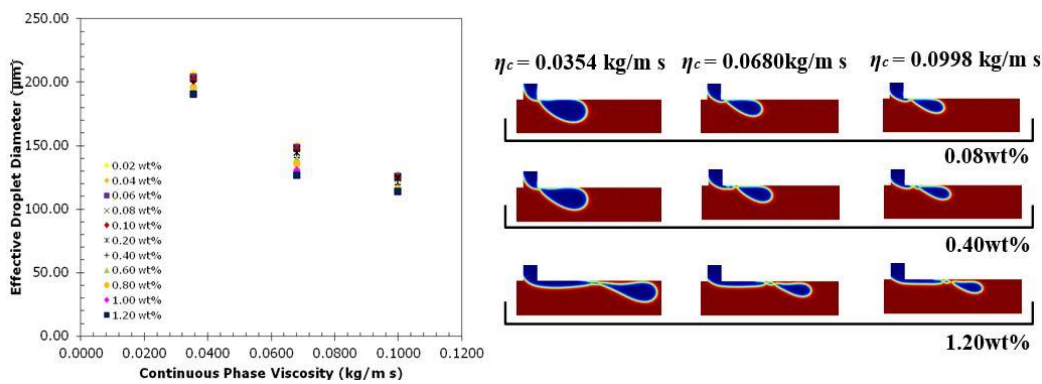 250.00
200.00
150.00
100.00
50.00
0.00
Effective Droplet Diameter (µm)
0.02 wt%
0.04 wt%
0.06 wt%
0.08 wt%
0.10 wt%
0.20 wt%
0.40 wt%
0.60 wt%
0.80 wt%
1.00 wt%
1.20 wt%
0.0000 0.0200 0.0400 0.0600 0.0800 0.1000 0.1200
Continuous Phase Viscosity (kg/m s)
ηc = 0.0354 kg/m s ηc = 0.0680kg/m s ηc = 0.0998 kg/m s
0.08wt%
0.40wt%
1.20wt%